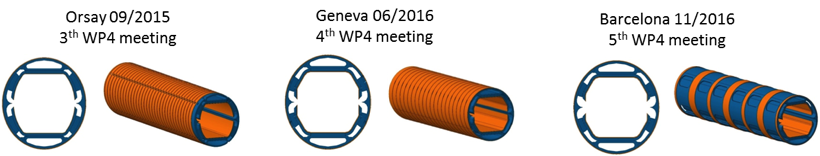 Orsay 09/2015
3th WP4 meeting
Geneva 06/2016
4th WP4 meeting
Barcelona 11/2016
5th WP4 meeting